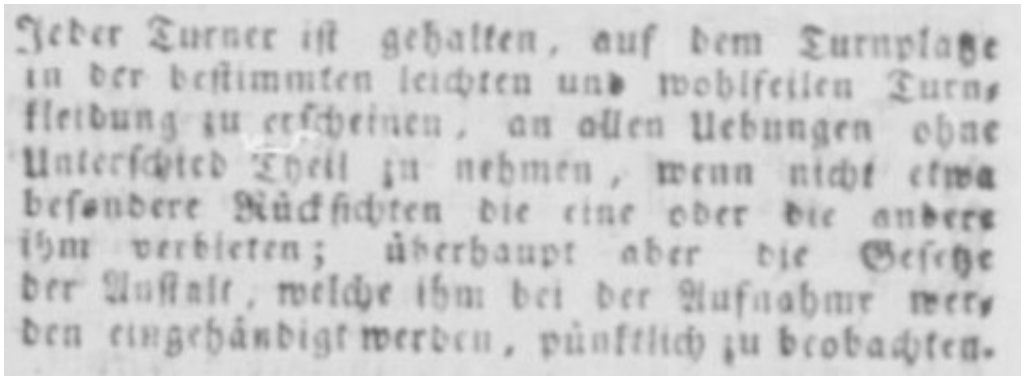 Jeder Turner ist gehalten, auf dem Turnplatze
in der bestimmten leichten und wohlfeilen Turn-
kleidung zu erscheinen, an allen Uebungen ohne
Unterschied Theil zu nehmen, wenn nicht etwa
besondere Rücksichten die eine oder die andere
ihm verbieten; überhaupt aber die Gesetze
der Anstalt, welche ihm bei der Aufnahme wer-
den eingehändigt werden, pünktlich zu beobachten.